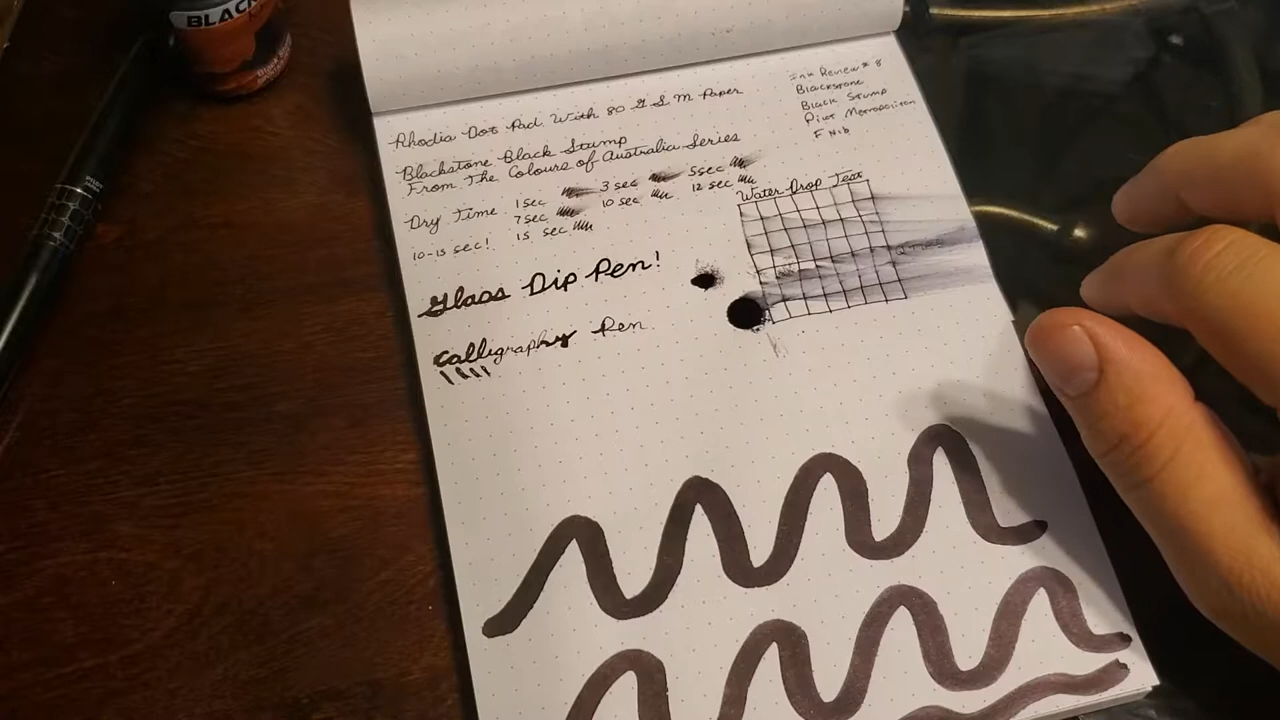 BLACK
PILOT
Ink Review # 8
Blackstone
Black Stump
Pilot Metropolitan
F Nib
Rhodia Dot Pad With 80 G S M Paper
Blackstone Black Stump
From The Colours of Australia Series
Dry Time 1 sec 3 sec 5 sec
7 sec 10 sec 12 sec
10-15 sec! 15 sec
Water Drop Test
Glass Dip Pen!
Calligraphy Pen